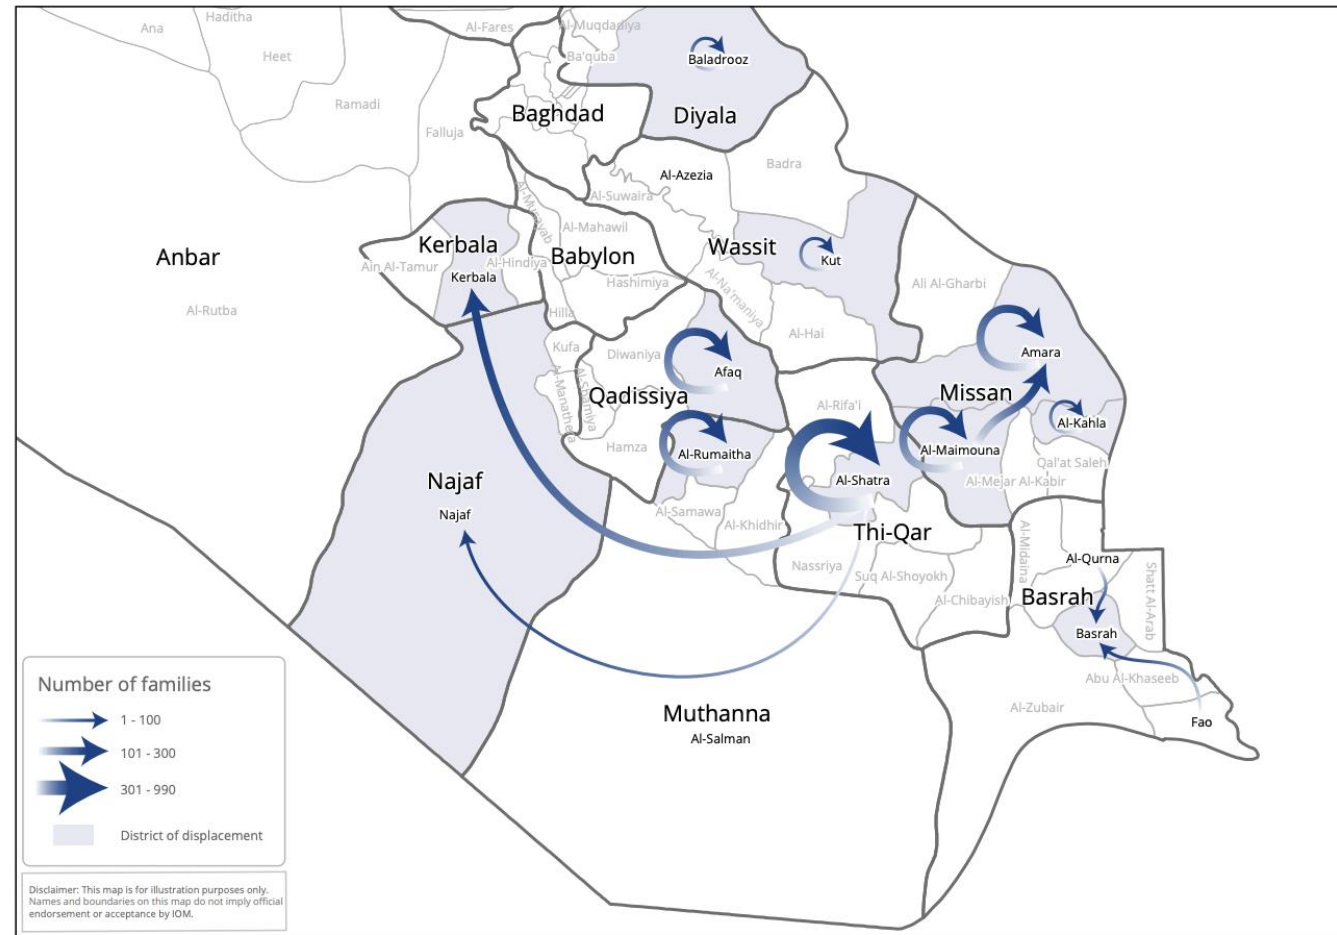 Haditha
Ana
Al-Fares
Al-Muqdadiya
Heet
Ba'quba
Baladrooz
Ramadi
Baghdad
Diyala
Falluja
Badra
Al-Azezia
Al-Musayab
Al-Suwaira
Al-Mahawil
Kerbala
Wassit
Anbar
Babylon
Kut
Ain Al-Tamur
Al-Hindiya
Kerbala
Hashimiya
Al-Na'maniya
Ali Al-Gharbi
Al-Rutba
Hilla
Al-Hai
Kufa
Diwaniya
Amara
Afaq
Al-Manathera
Al-Shamiya
Qadissiya
Missan
Al-Rifa'i
Al-Kahla
Hamza
Al-Rumaitha
Al-Maimouna
Qal'at Saleh
Najaf
Al-Shatra
Al-Mejar Al-Kabir
Najaf
Al-Samawa
Al-Khidhir
Thi-Qar
Al-Midaina
Al-Qurna
Nassriya
Suq Al-Shoyokh
Al-Chibayish
Basrah
Shatt Al-Arab
Basrah
Abu Al-Khaseeb
Al-Zubair
Muthanna
Al-Salman
Fao
Number of families
1 - 100
101 - 300
301 - 990
District of displacement
Disclaimer: This map is for illustration purposes only.
Names and boundaries on this map do not imply official
endorsement or acceptance by IOM.